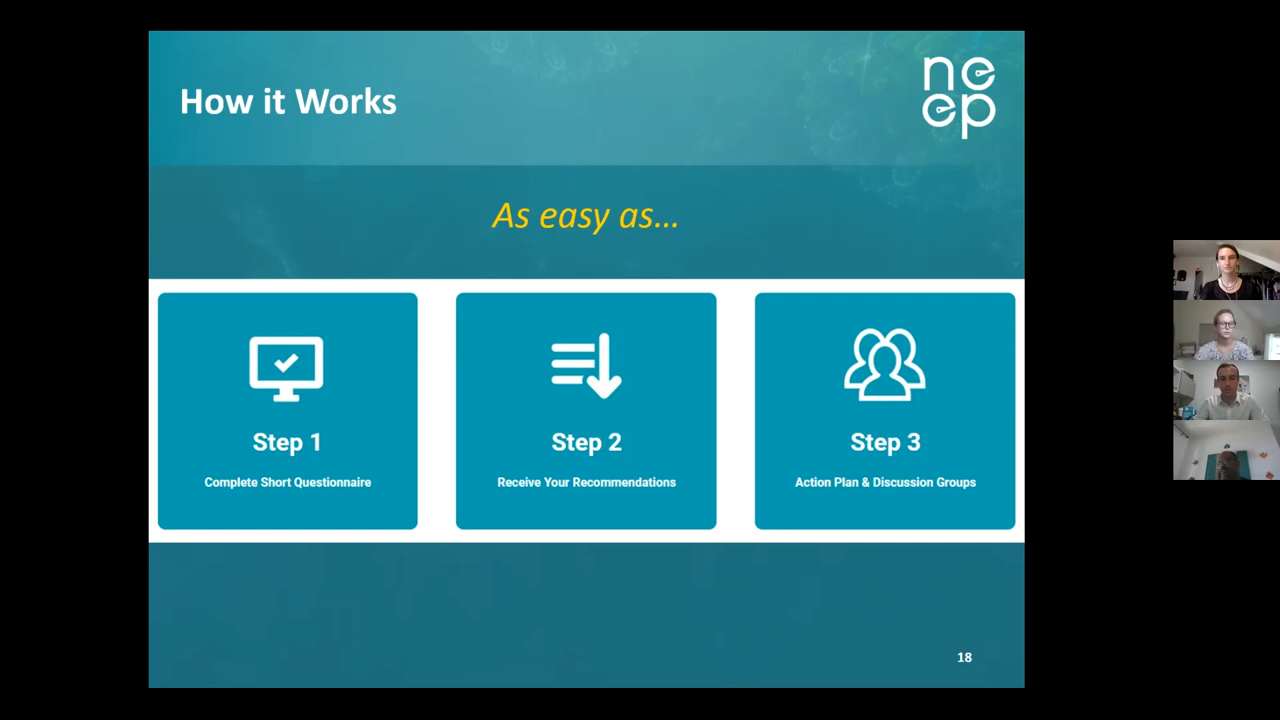 How it Works
ne
ep
As easy as...
Step 1
Complete Short Questionnaire
Step 2
Receive Your Recommendations
Step 3
Action Plan & Discussion Groups
18